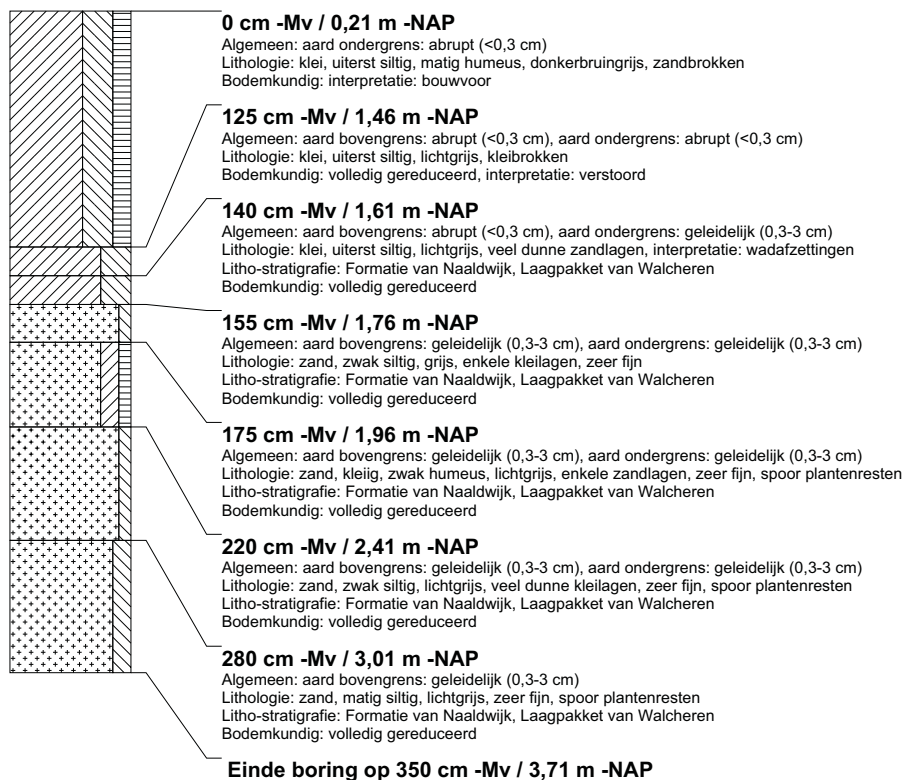 0 cm -Mv / 0,21 m -NAP
Algemeen: aard ondergrens: abrupt (<0,3 cm)
Lithologie: klei, uiterst siltig, matig humeus, donkerbruingrijs, zandbrokken
Bodemkundig: interpretatie: bouwvoor
125 cm -Mv / 1,46 m -NAP
Algemeen: aard bovengrens: abrupt (<0,3 cm), aard ondergrens: abrupt (<0,3 cm)
Lithologie: klei, uiterst siltig, lichtgrijs, kleibrokken
Bodemkundig: volledig gereduceerd, interpretatie: verstoord
140 cm -Mv / 1,61 m -NAP
Algemeen: aard bovengrens: abrupt (<0,3 cm), aard ondergrens: geleidelijk (0,3-3 cm)
Lithologie: klei, uiterst siltig, lichtgrijs, veel dunne zandlagen, interpretatie: wadafzettingen
Litho-stratigrafie: Formatie van Naaldwijk, Laagpakket van Walcheren
Bodemkundig: volledig gereduceerd
155 cm -Mv / 1,76 m -NAP
Algemeen: aard bovengrens: geleidelijk (0,3-3 cm), aard ondergrens: geleidelijk (0,3-3 cm)
Lithologie: zand, zwak siltig, grijs, enkele kleilagen, zeer fijn
Litho-stratigrafie: Formatie van Naaldwijk, Laagpakket van Walcheren
Bodemkundig: volledig gereduceerd
175 cm -Mv / 1,96 m -NAP
Algemeen: aard bovengrens: geleidelijk (0,3-3 cm), aard ondergrens: geleidelijk (0,3-3 cm)
Lithologie: zand, kleiig, zwak humeus, lichtgrijs, enkele zandlagen, zeer fijn, spoor plantenresten
Litho-stratigrafie: Formatie van Naaldwijk, Laagpakket van Walcheren
Bodemkundig: volledig gereduceerd
220 cm -Mv / 2,41 m -NAP
Algemeen: aard bovengrens: geleidelijk (0,3-3 cm), aard ondergrens: geleidelijk (0,3-3 cm)
Lithologie: zand, zwak siltig, lichtgrijs, veel dunne kleilagen, zeer fijn, spoor plantenresten
Litho-stratigrafie: Formatie van Naaldwijk, Laagpakket van Walcheren
Bodemkundig: volledig gereduceerd
280 cm -Mv / 3,01 m -NAP
Algemeen: aard bovengrens: geleidelijk (0,3-3 cm)
Lithologie: zand, matig siltig, lichtgrijs, zeer fijn, spoor plantenresten
Litho-stratigrafie: Formatie van Naaldwijk, Laagpakket van Walcheren
Bodemkundig: volledig gereduceerd
Einde boring op 350 cm -Mv / 3,71 m -NAP